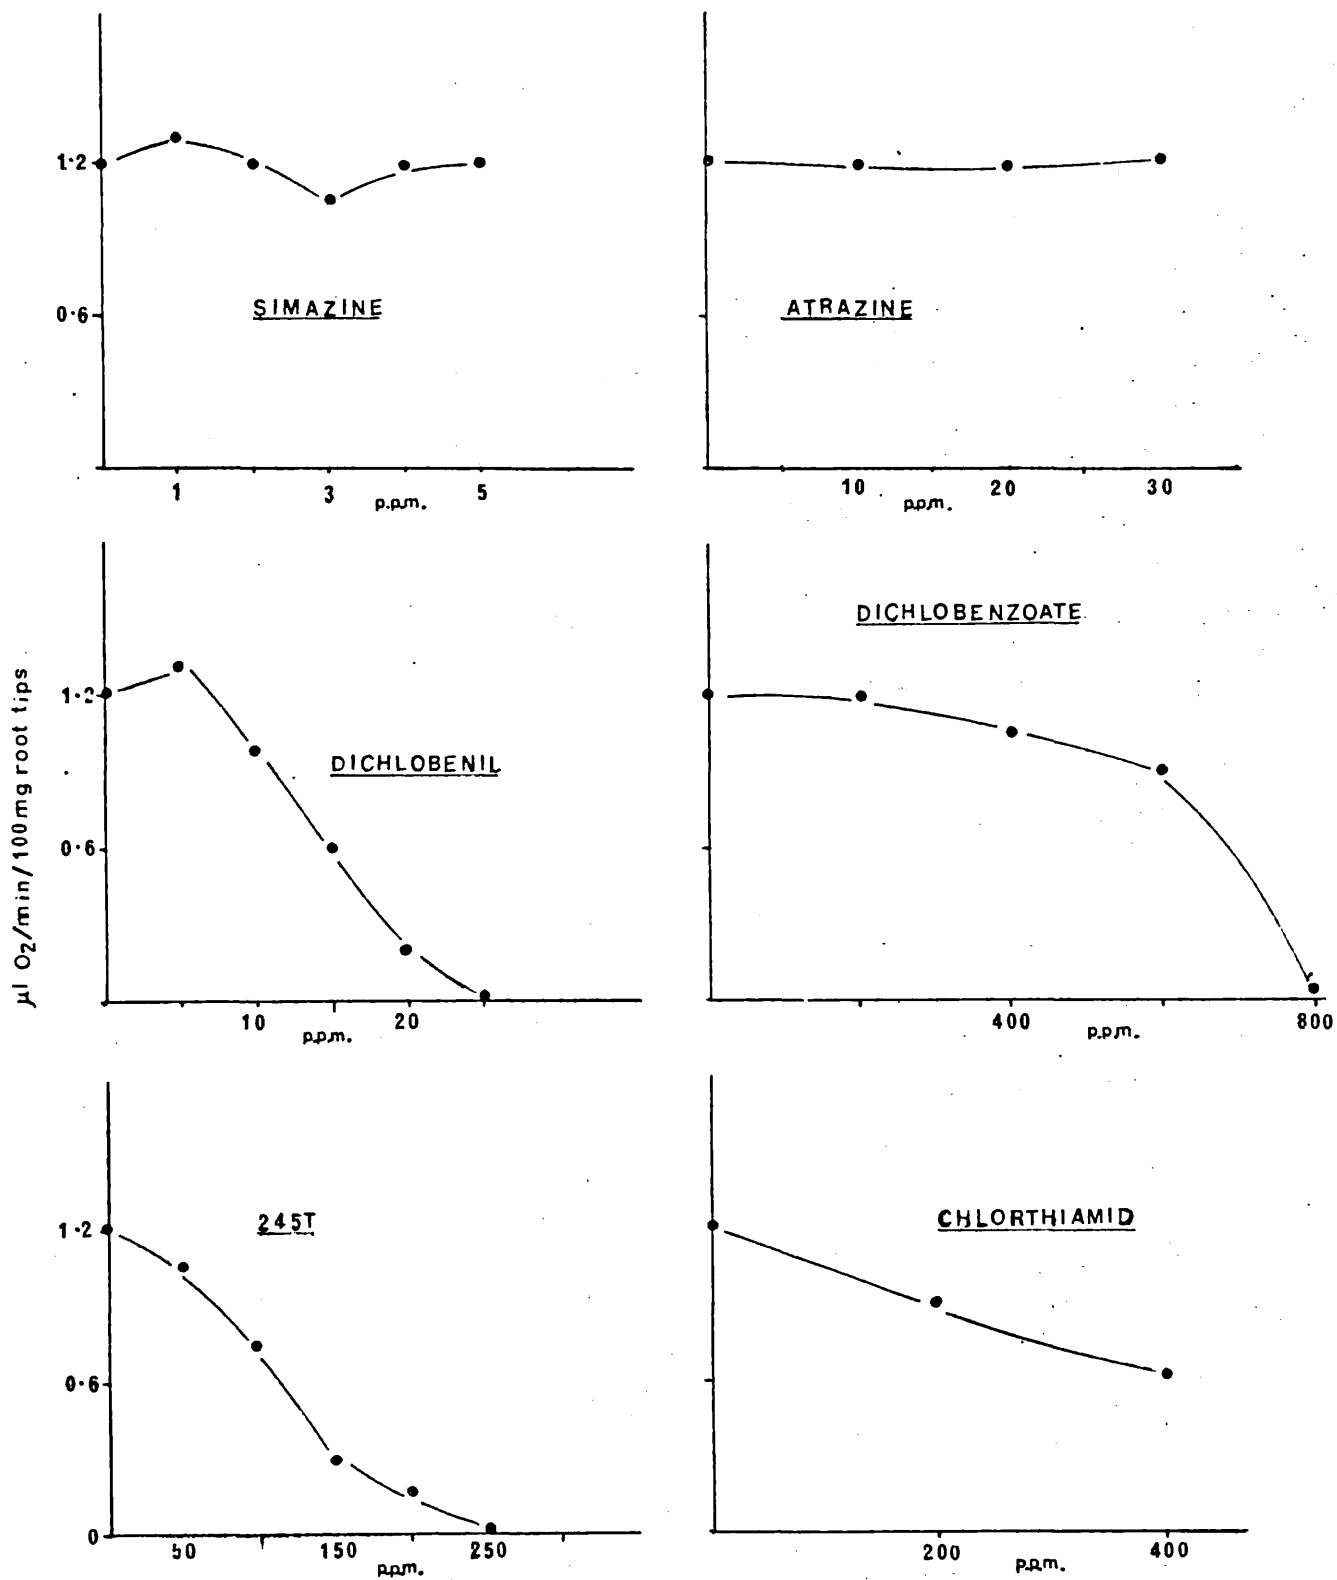 1·2
0·6
SIMAZINE
1 3 5
p.p.m.
ATRAZINE
10 20 30
p.p.m.
µl O2/min/100mg root tips
1·2
0·6
DICHLOBENIL
10 20
p.p.m.
DICHLOBENZOATE
400 800
p.p.m.
1·2
0·6
0
245T
50 150 250
p.p.m.
CHLORTHIAMID
200 400
p.p.m.